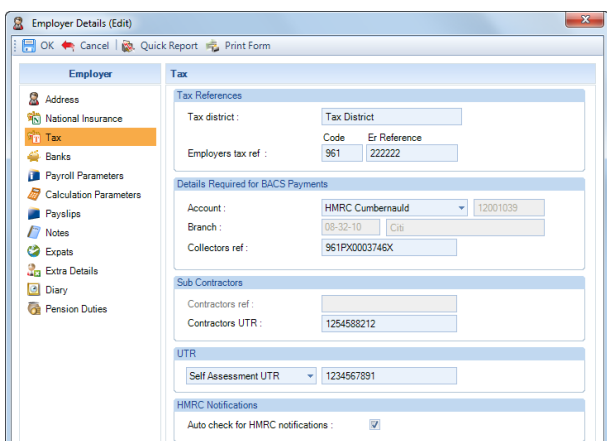 Employer Details (Edit)
OK Cancel Quick Report Print Form
Employer
Address
National Insurance
Tax
Banks
Payroll Parameters
Calculation Parameters
Payslips
Notes
Expats
Extra Details
Diary
Pension Duties
Tax
Tax References
Tax district : Tax District
Code Er Reference
Employers tax ref : 961 222222
Details Required for BACS Payments
Account : HMRC Cumbernauld 12001039
Branch : 08-32-10 Citi
Collectors ref : 961PX0003746X
Sub Contractors
Contractors ref :
Contractors UTR : 1254588212
UTR
Self Assessment UTR 1234567891
HMRC Notifications
Auto check for HMRC notifications :